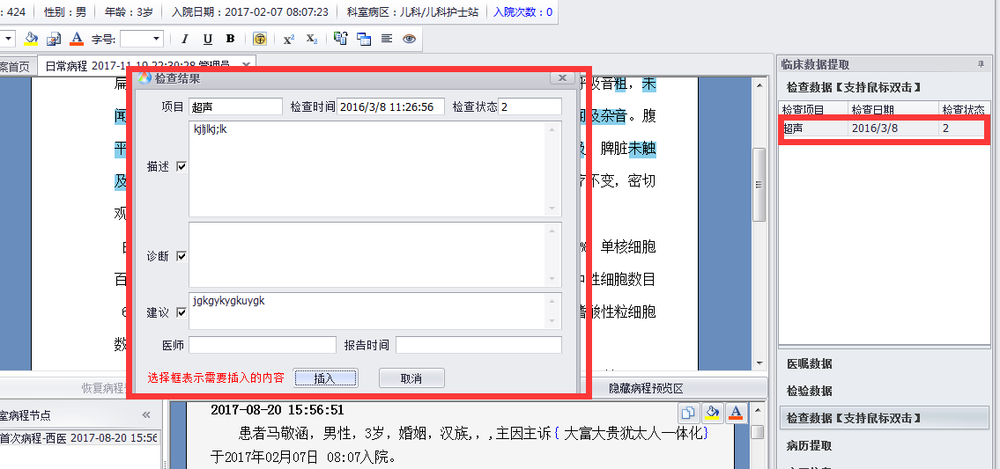 : 424 性别: 男 年龄: 3岁 入院日期: 2017-02-07 08:07:23 科室病区: 儿科/儿科护士站 入院次数: 0
字号:
I U B x² x₂
案首页 日常病程 2017-11-19 22:30:28 管理员
检查结果
项目 超声 检查时间 2016/3/8 11:26:56 检查状态 2
描述 kjljlkj;lk
诊断
建议 jgkgykygkuygk
医师 报告时间
选择框表示需要插入的内容 插入 取消
扁 呼吸音粗，未
闻 及杂音。腹
平 脾脏未触
及 疗不变，密切
观
% 单核细胞
百 性细胞数目
6 嗜酸性粒细胞
数
临床数据提取
检查数据【支持鼠标双击】
检查项目 检查日期 检查状态
超声 2016/3/8 2
医嘱数据
检验数据
检查数据【支持鼠标双击】
病历提取
恢复病程 隐藏病程预览区
室病程节点
首次病程-西医 2017-08-20 15:56
2017-08-20 15:56:51
患者马敬涵，男性，3岁，婚姻，汉族,，,主因主诉{ 大富大贵犹太人一体化}
于2017年02月07日 08:07入院。